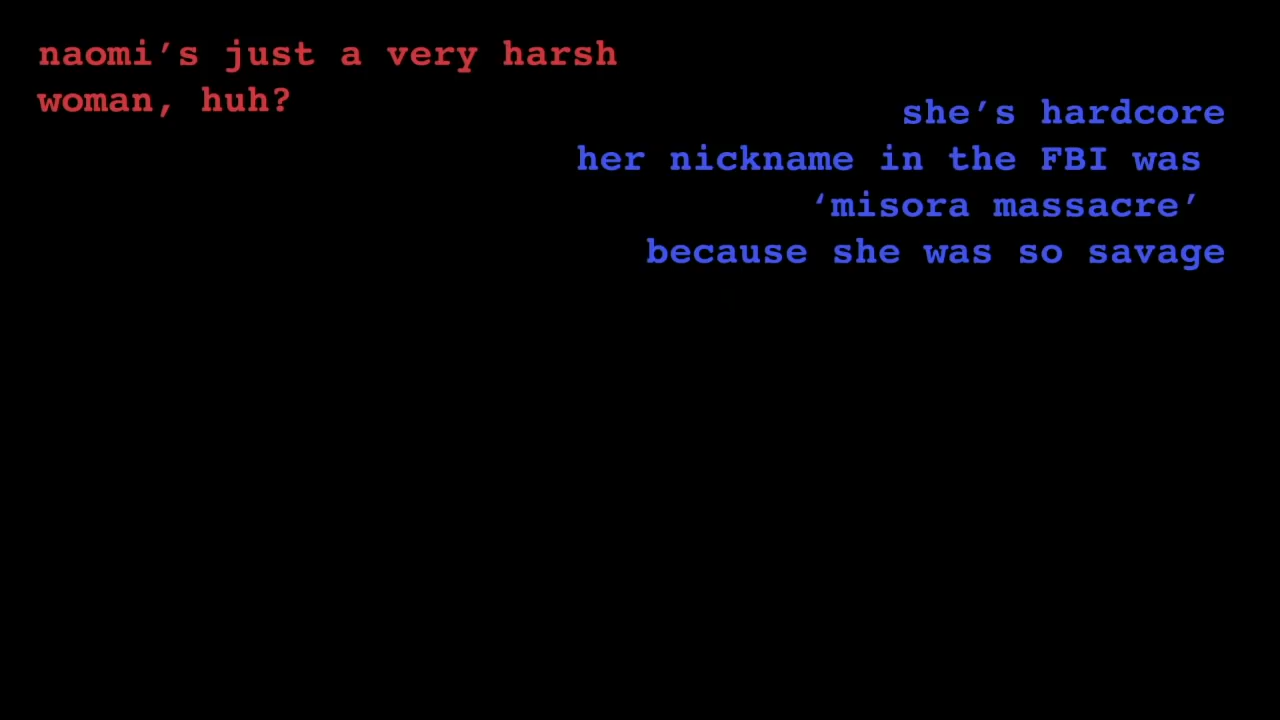 naomi’s just a very harsh
woman, huh?
she’s hardcore
her nickname in the FBI was
‘misora massacre’
because she was so savage